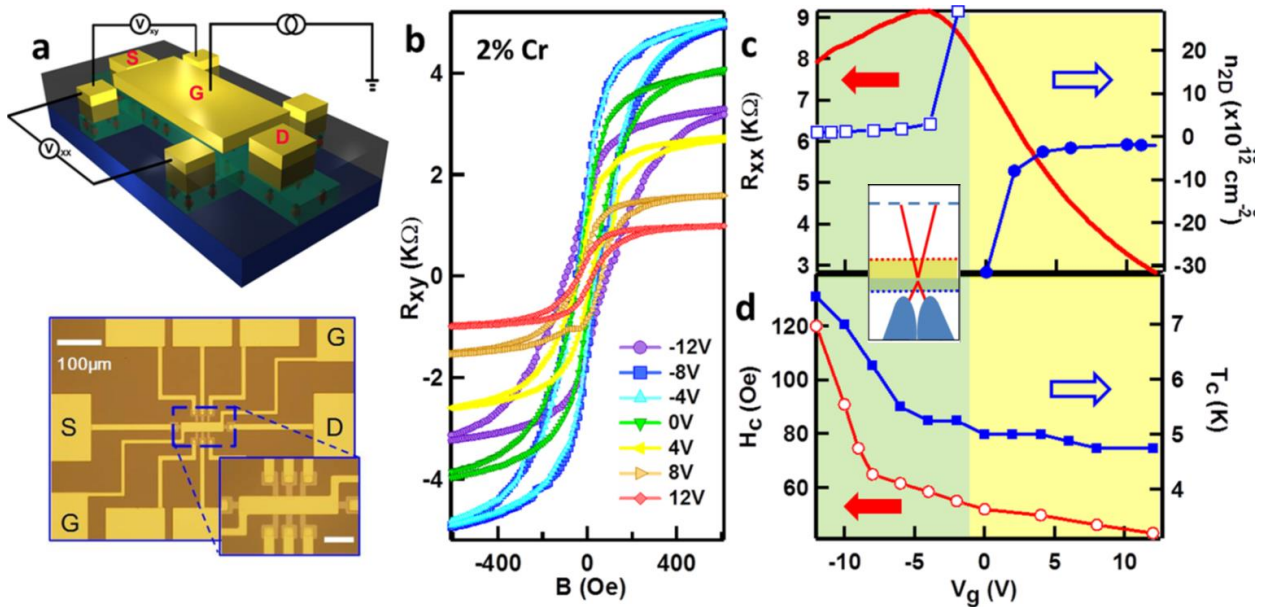 a
V xy
S
G
D
V xx
100µm
G
S
D
G
b
2% Cr
Rxy (KΩ)
4
2
0
-2
-4
-12V
-8V
-4V
0V
4V
8V
12V
-400
0
400
B (Oe)
c
Rxx (KΩ)
9
8
7
6
5
4
3
20
10
0
-10
-20
-30
n2D (x10^12 cm^-2)
d
Hc (Oe)
120
100
80
60
7
6
5
4
Tc (K)
-10
-5
0
5
10
Vg (V)